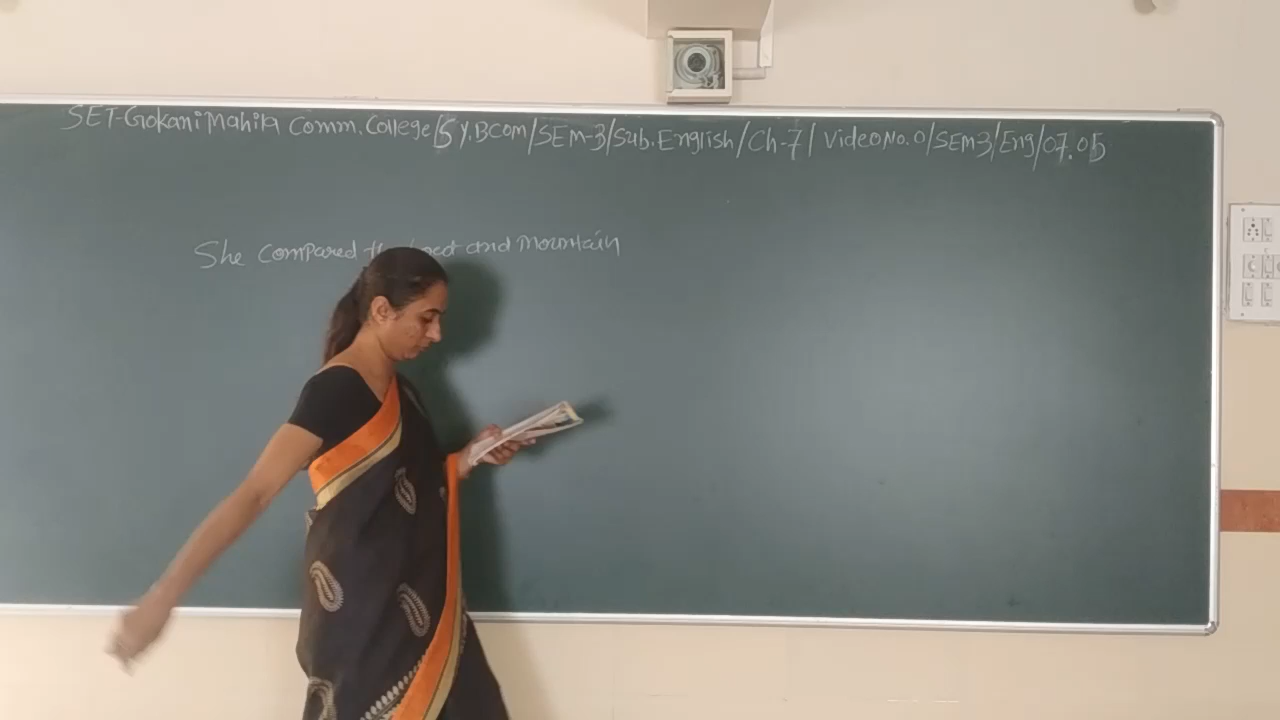 SET-Gokani Mahila Comm. College/S.Y.BCOM/SEM-3/Sub.English/Ch-7/VideoNo.0/SEM3/Eng/07.05
She compared and mountain